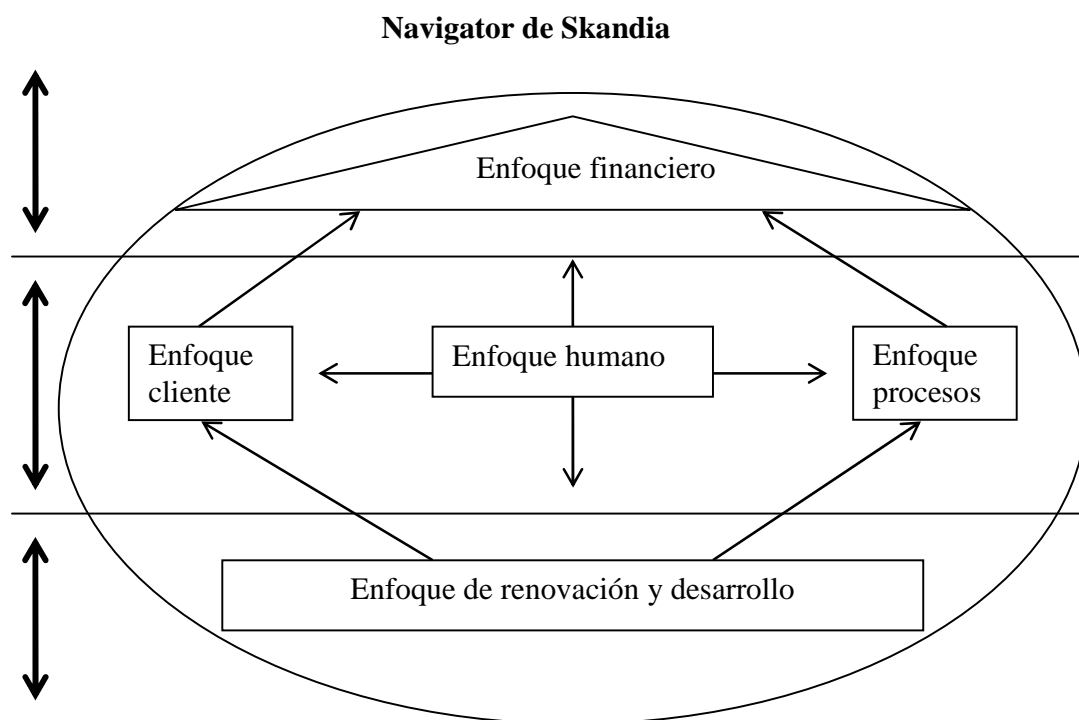 Navigator de Skandia
Enfoque financiero
Enfoque
cliente
Enfoque humano
Enfoque
procesos
Enfoque de renovación y desarrollo